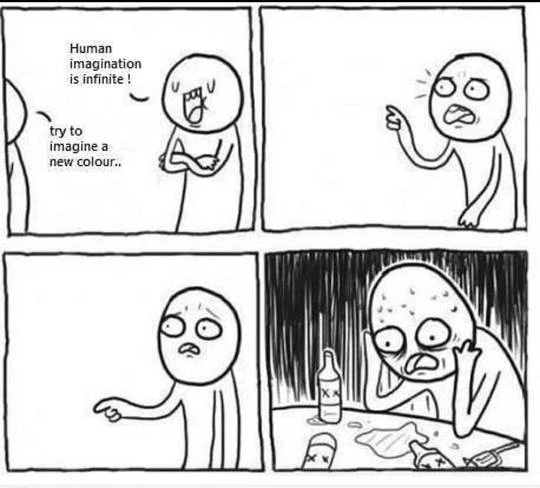 Human
imagination
is infinite !
try to
imagine a
new colour..
x x
x x
x x